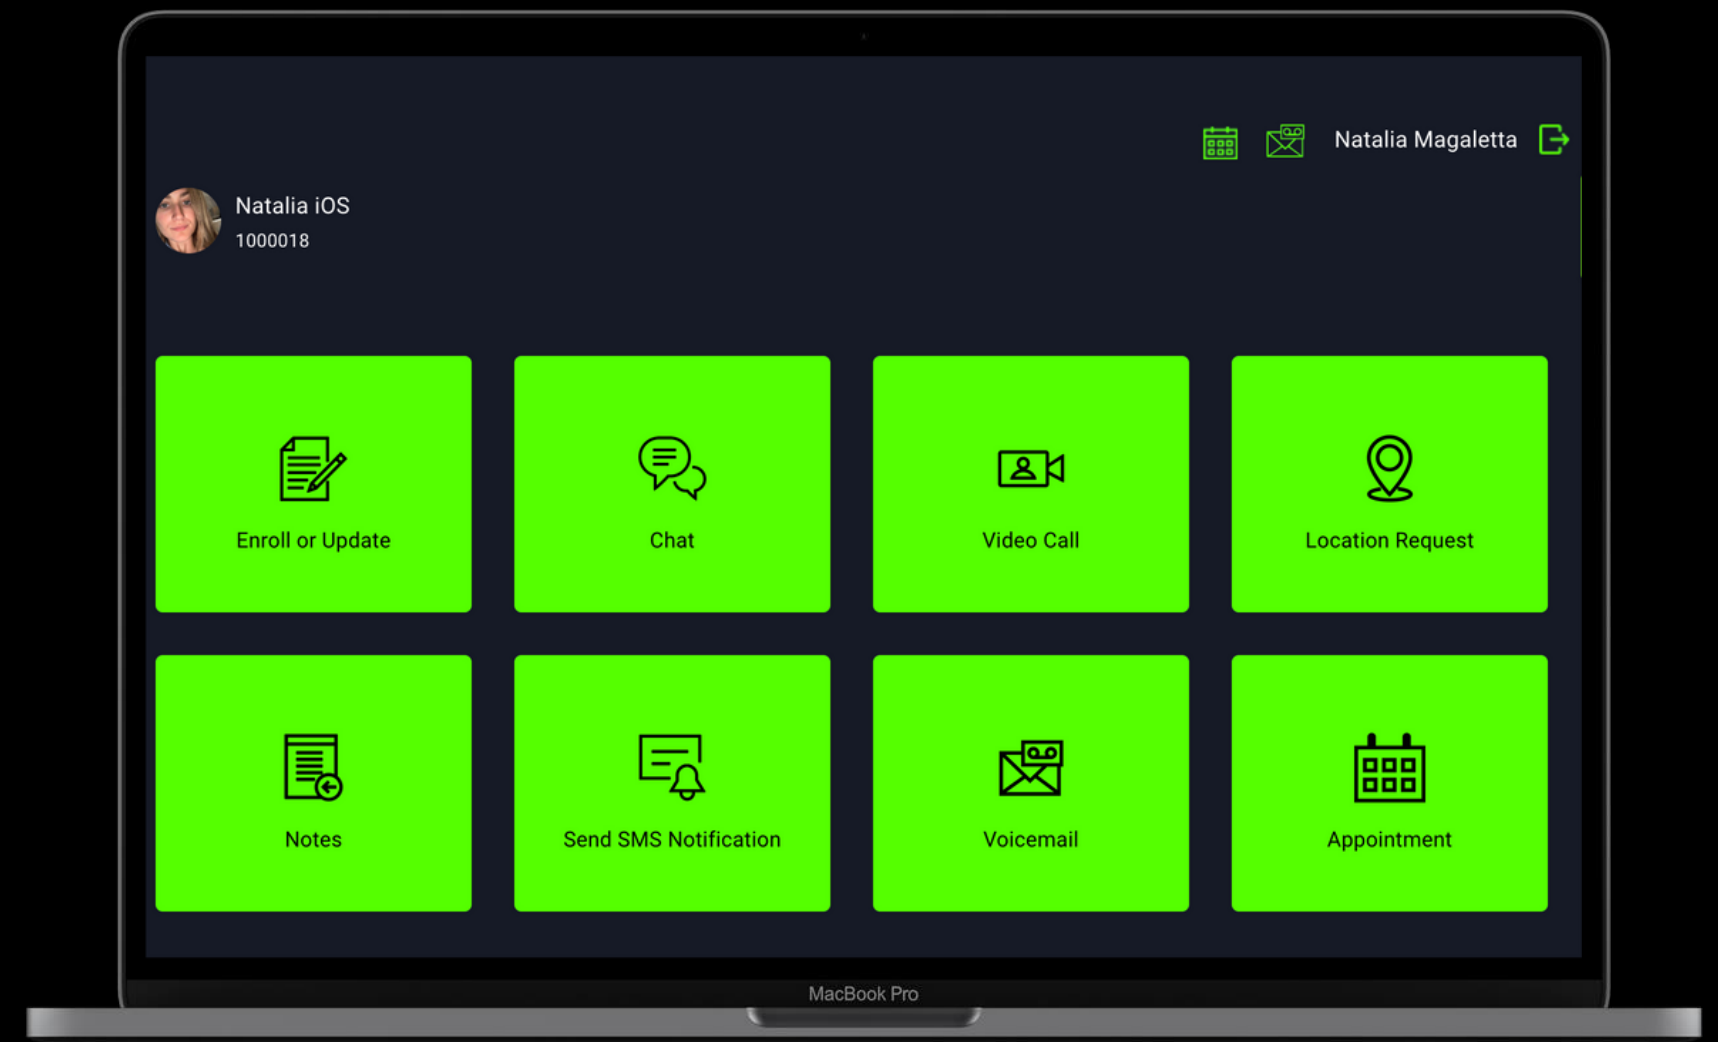 Natalia Magaletta
Natalia iOS
1000018
Enroll or Update
Chat
Video Call
Location Request
Notes
Send SMS Notification
Voicemail
Appointment
MacBook Pro